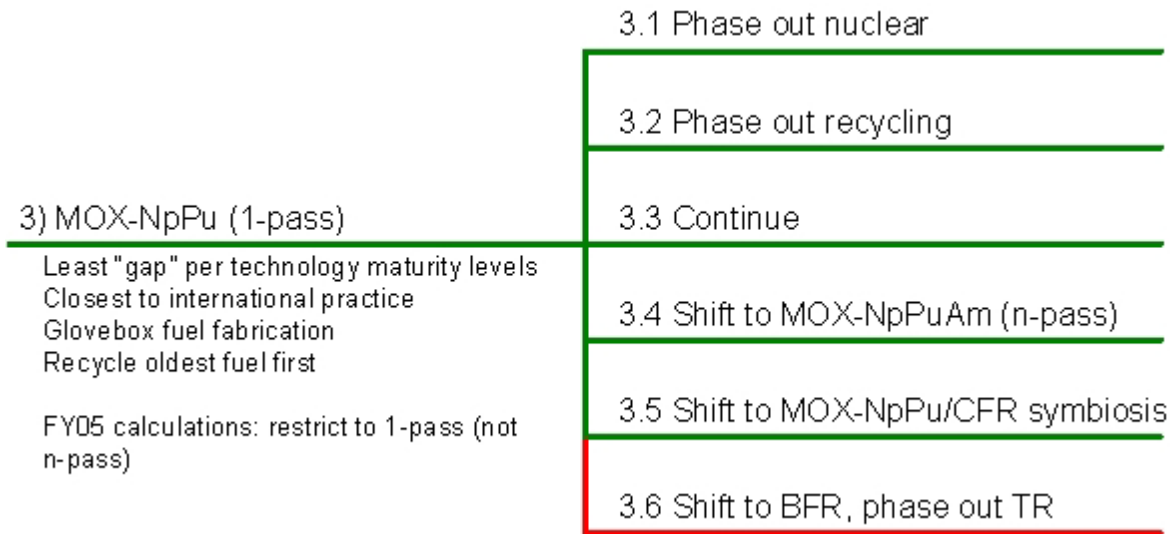 3.1 Phase out nuclear
3.2 Phase out recycling
3) MOX-NpPu (1-pass)
3.3 Continue
Least "gap" per technology maturity levels
Closest to international practice
Glovebox fuel fabrication
Recycle oldest fuel first
FY05 calculations: restrict to 1-pass (not
n-pass)
3.4 Shift to MOX-NpPuAm (n-pass)
3.5 Shift to MOX-NpPu/CFR symbiosis
3.6 Shift to BFR, phase out TR